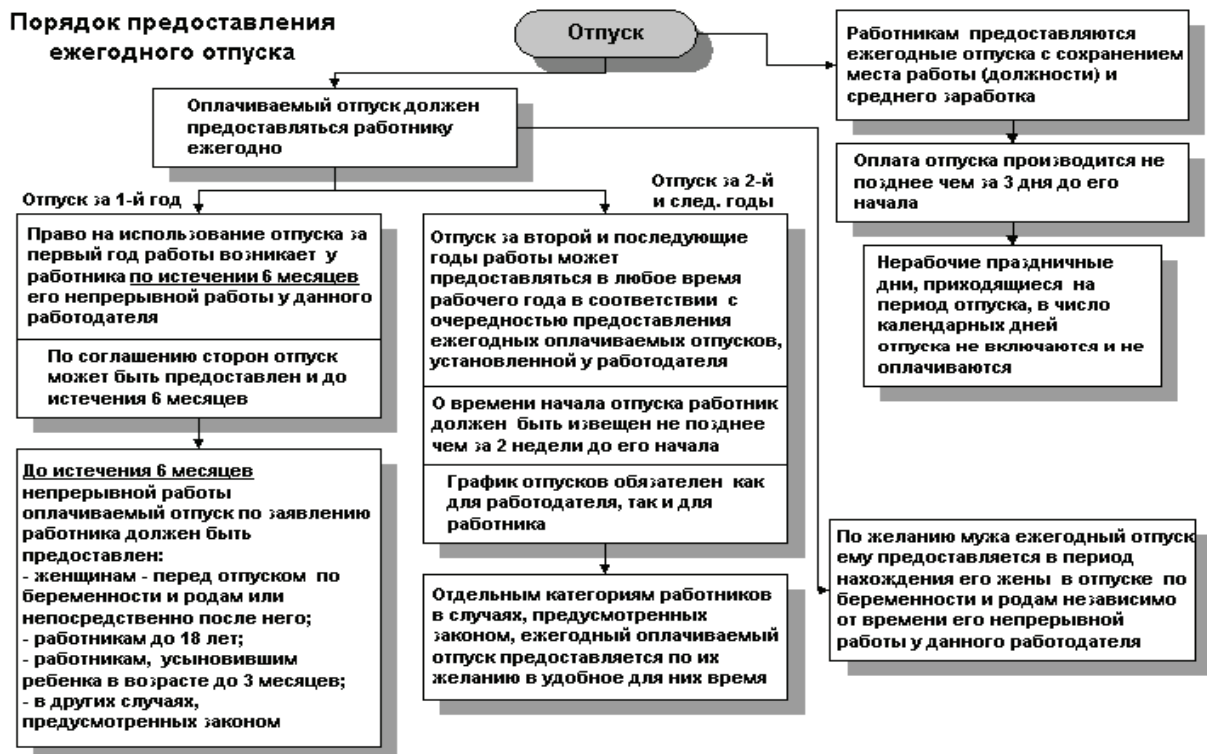 Порядок предоставления
ежегодного отпуска
Отпуск
Работникам предоставляются
ежегодные отпуска с сохранением
места работы (должности) и
среднего заработка
Оплачиваемый отпуск должен
предоставляться работнику
ежегодно
Оплата отпуска производится не
позднее чем за 3 дня до его
начала
Нерабочие праздничные
дни, приходящиеся на
период отпуска, в число
календарных дней
отпуска не включаются и не
оплачиваются
Отпуск за 1-й год
Право на использование отпуска за
первый год работы возникает у
работника по истечении 6 месяцев
его непрерывной работы у данного
работодателя
По соглашению сторон отпуск
может быть предоставлен и до
истечения 6 месяцев
До истечения 6 месяцев
непрерывной работы
оплачиваемый отпуск по заявлению
работника должен быть
предоставлен:
- женщинам - перед отпуском по
беременности и родам или
непосредственно после него;
- работникам до 18 лет;
- работникам, усыновившим
ребенка в возрасте до 3 месяцев;
- в других случаях,
предусмотренных законом
Отпуск за 2-й
и след. годы
Отпуск за второй и последующие
годы работы может
предоставляться в любое время
рабочего года в соответствии с
очередностью предоставления
ежегодных оплачиваемых отпусков,
установленной у работодателя
О времени начала отпуска работник
должен быть извещен не позднее
чем за 2 недели до его начала
График отпусков обязателен как
для работодателя, так и для
работника
Отдельным категориям работников
в случаях, предусмотренных
законом, ежегодный оплачиваемый
отпуск предоставляется по их
желанию в удобное для них время
По желанию мужа ежегодный отпуск
ему предоставляется в период
нахождения его жены в отпуске по
беременности и родам независимо
от времени его непрерывной
работы у данного работодателя